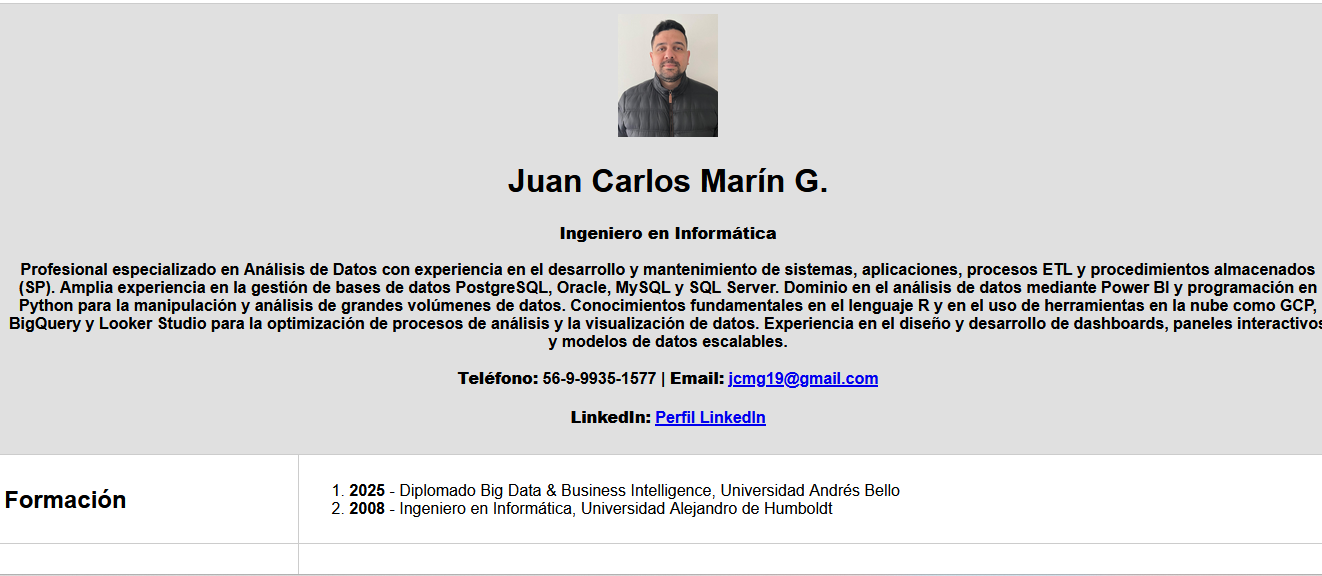 Juan Carlos Marín G.
Ingeniero en Informática
Profesional especializado en Análisis de Datos con experiencia en el desarrollo y mantenimiento de sistemas, aplicaciones, procesos ETL y procedimientos almacenados
(SP). Amplia experiencia en la gestión de bases de datos PostgreSQL, Oracle, MySQL y SQL Server. Dominio en el análisis de datos mediante Power BI y programación en
Python para la manipulación y análisis de grandes volúmenes de datos. Conocimientos fundamentales en el lenguaje R y en el uso de herramientas en la nube como GCP,
BigQuery y Looker Studio para la optimización de procesos de análisis y la visualización de datos. Experiencia en el diseño y desarrollo de dashboards, paneles interactivos
y modelos de datos escalables.
Teléfono: 56-9-9935-1577 | Email: jcmg19@gmail.com
LinkedIn: Perfil LinkedIn
Formación
1. 2025 - Diplomado Big Data & Business Intelligence, Universidad Andrés Bello
2. 2008 - Ingeniero en Informática, Universidad Alejandro de Humboldt